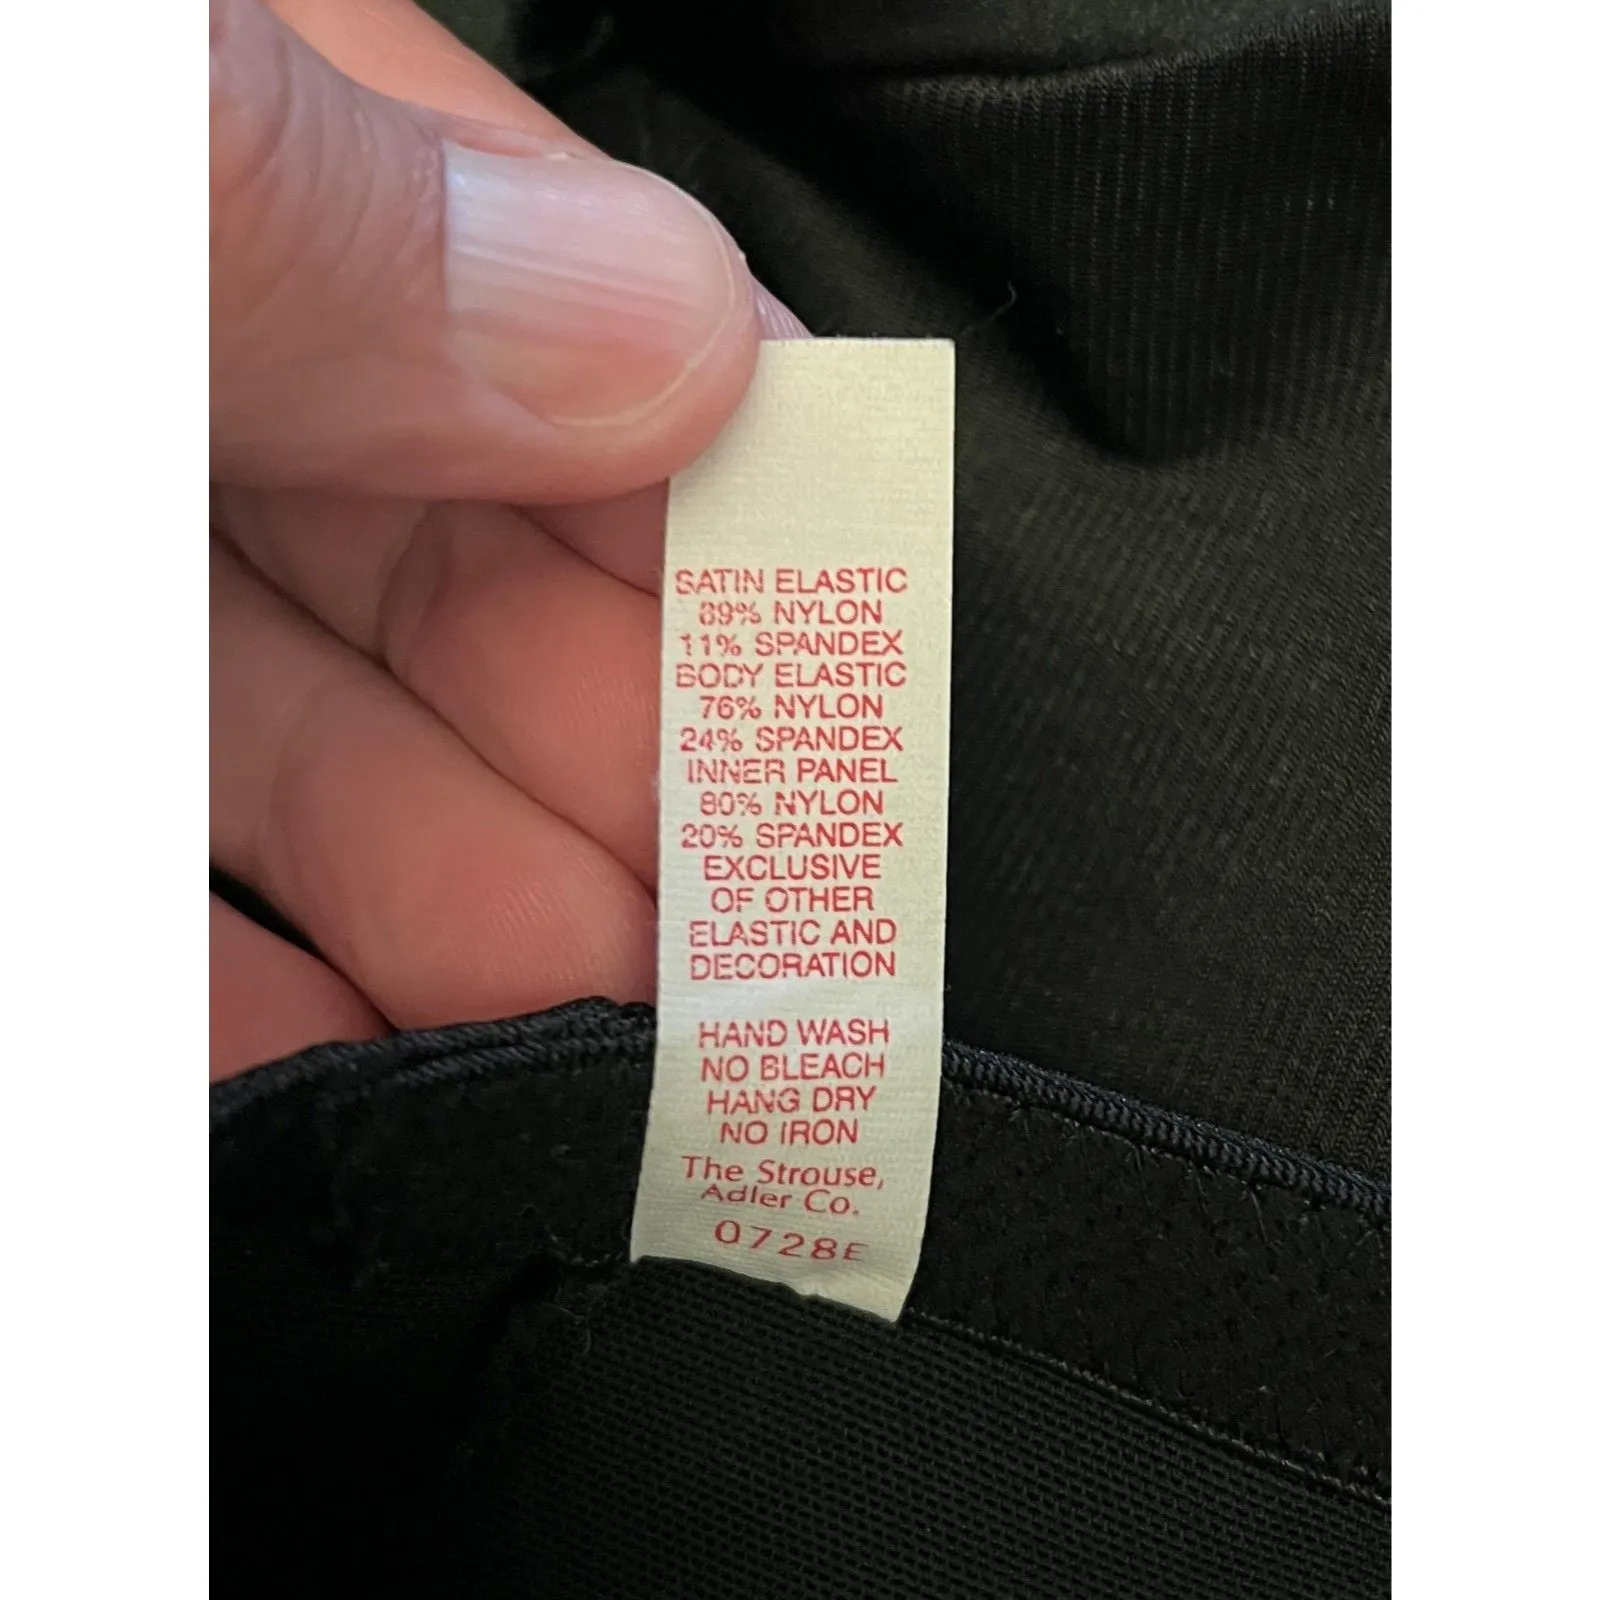 SATIN ELASTIC
89% NYLON
11% SPANDEX
BODY ELASTIC
76% NYLON
24% SPANDEX
INNER PANEL
80% NYLON
20% SPANDEX
EXCLUSIVE
OF OTHER
ELASTIC AND
DECORATION
HAND WASH
NO BLEACH
HANG DRY
NO IRON
The Strouse,
Adler Co.
0728E